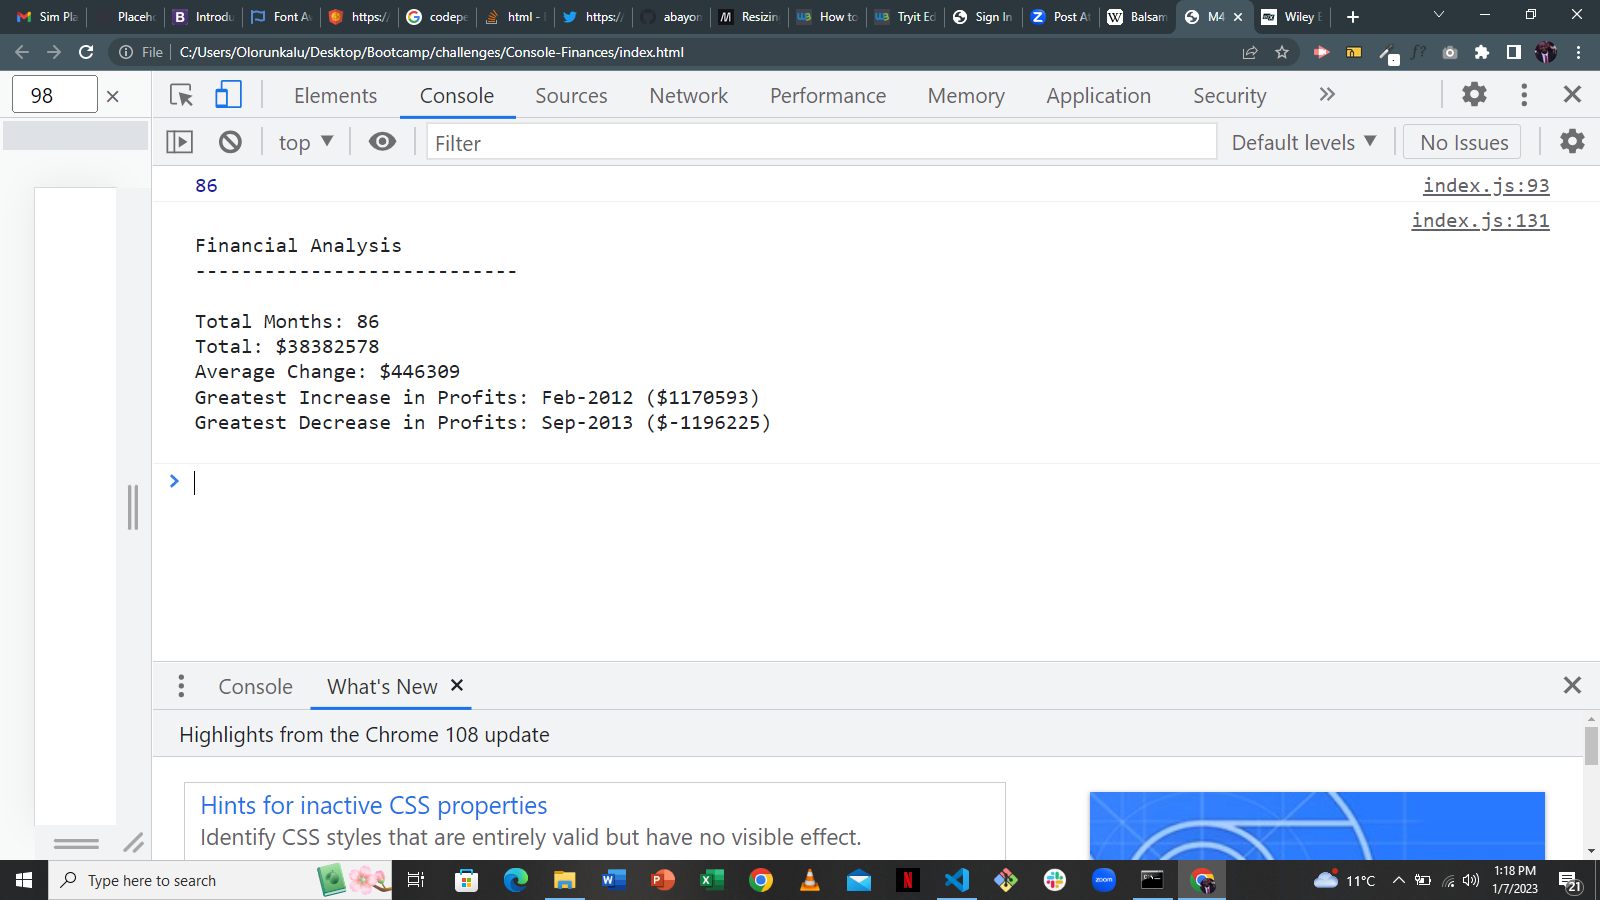 Sim Pla
Placeho
Introdu
Font Aw
https:/
codepe
html - 
https:/
abayon
Resizin
How to
Tryit Ed
Sign In
Post At
Balsam
M4
Wiley E
File
C:/Users/Olorunkalu/Desktop/Bootcamp/challenges/Console-Finances/index.html
98
Elements
Console
Sources
Network
Performance
Memory
Application
Security
top
Filter
Default levels
No Issues
86
index.js:93
index.js:131
Financial Analysis
----------------------------
Total Months: 86
Total: $38382578
Average Change: $446309
Greatest Increase in Profits: Feb-2012 ($1170593)
Greatest Decrease in Profits: Sep-2013 ($-1196225)
Console
What's New
Highlights from the Chrome 108 update
Hints for inactive CSS properties
Identify CSS styles that are entirely valid but have no visible effect.
Type here to search
zoom
11°C
1:18 PM
1/7/2023
21